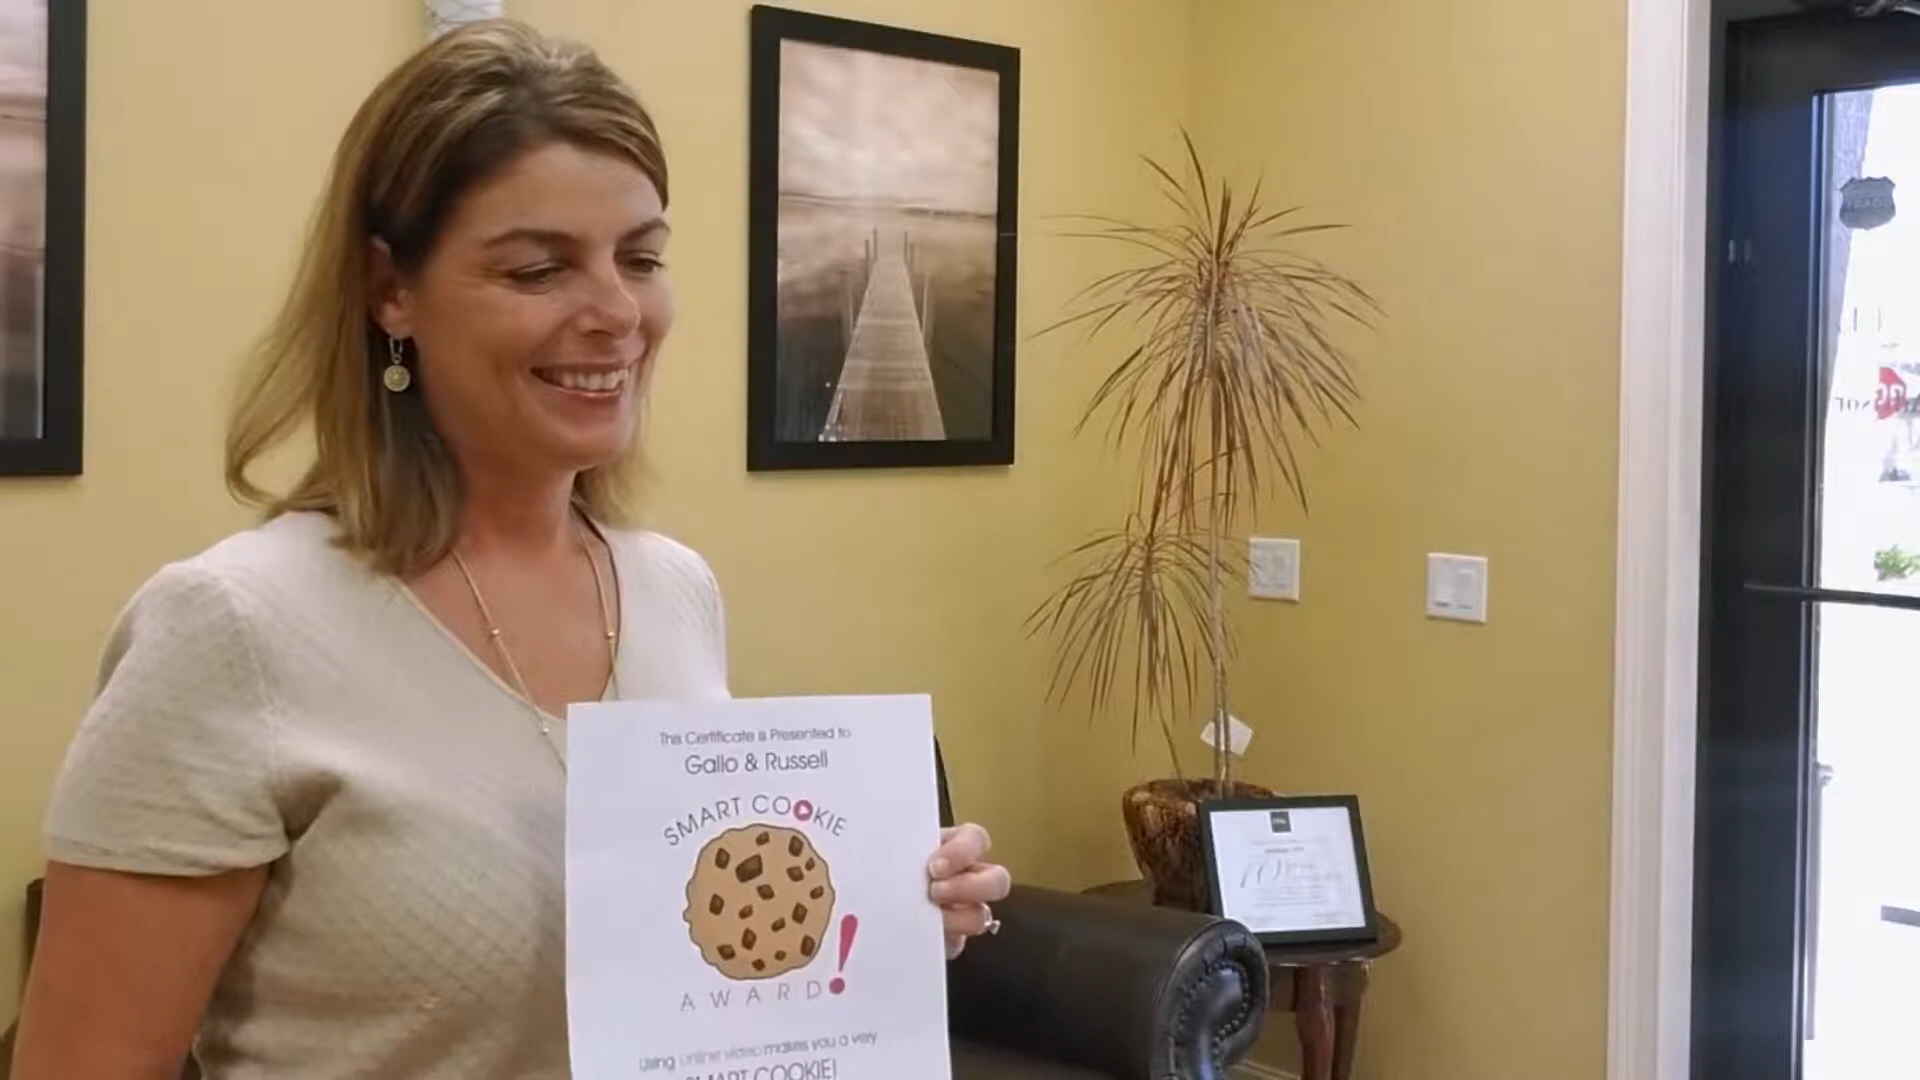 This Certificate is Presented to
Gallo & Russell
SMART COOKIE
AWARD!
Using online video makes you a very
SMART COOKIE!